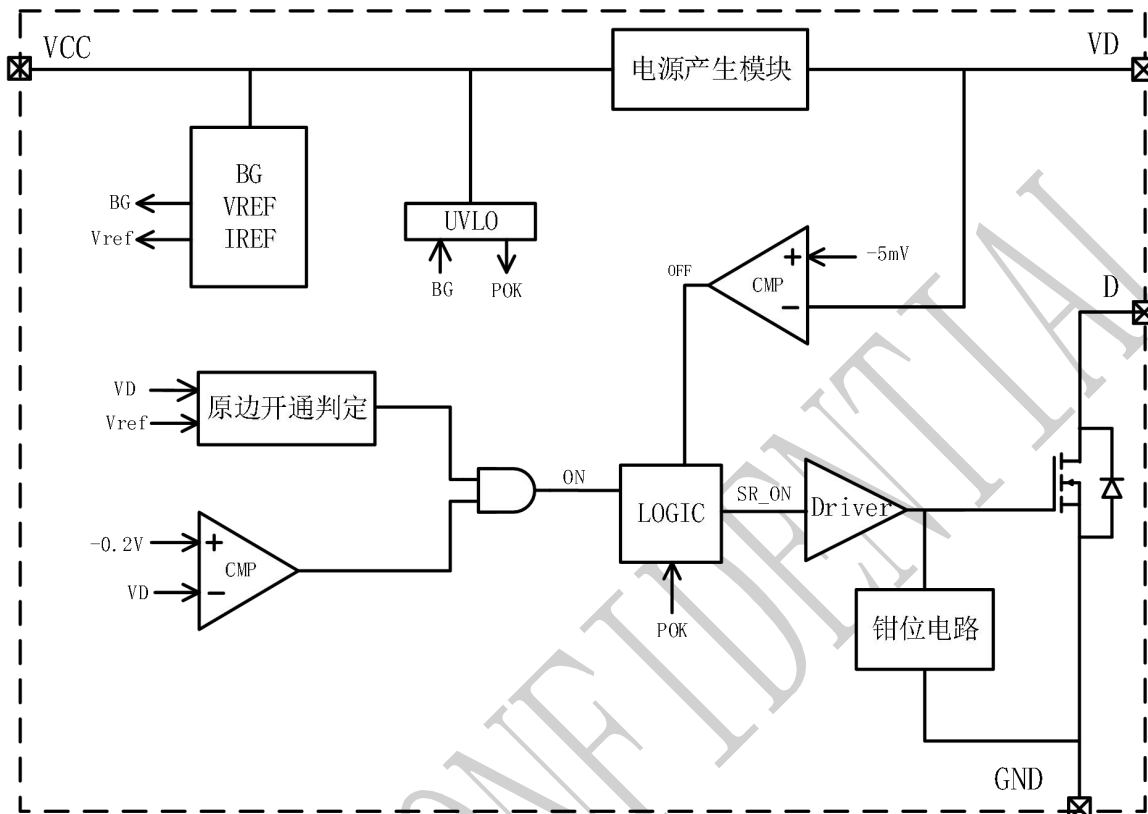 VCC
电源产生模块
VD
BG
VREF
IREF
BG
Vref
UVLO
BG
POK
OFF
+
CMP
−
-5mV
D
VD
Vref
原边开通判定
ON
LOGIC
SR_ON
Driver
-0.2V
VD
+
CMP
−
POK
钳位电路
GND
CONFIDENTIAL